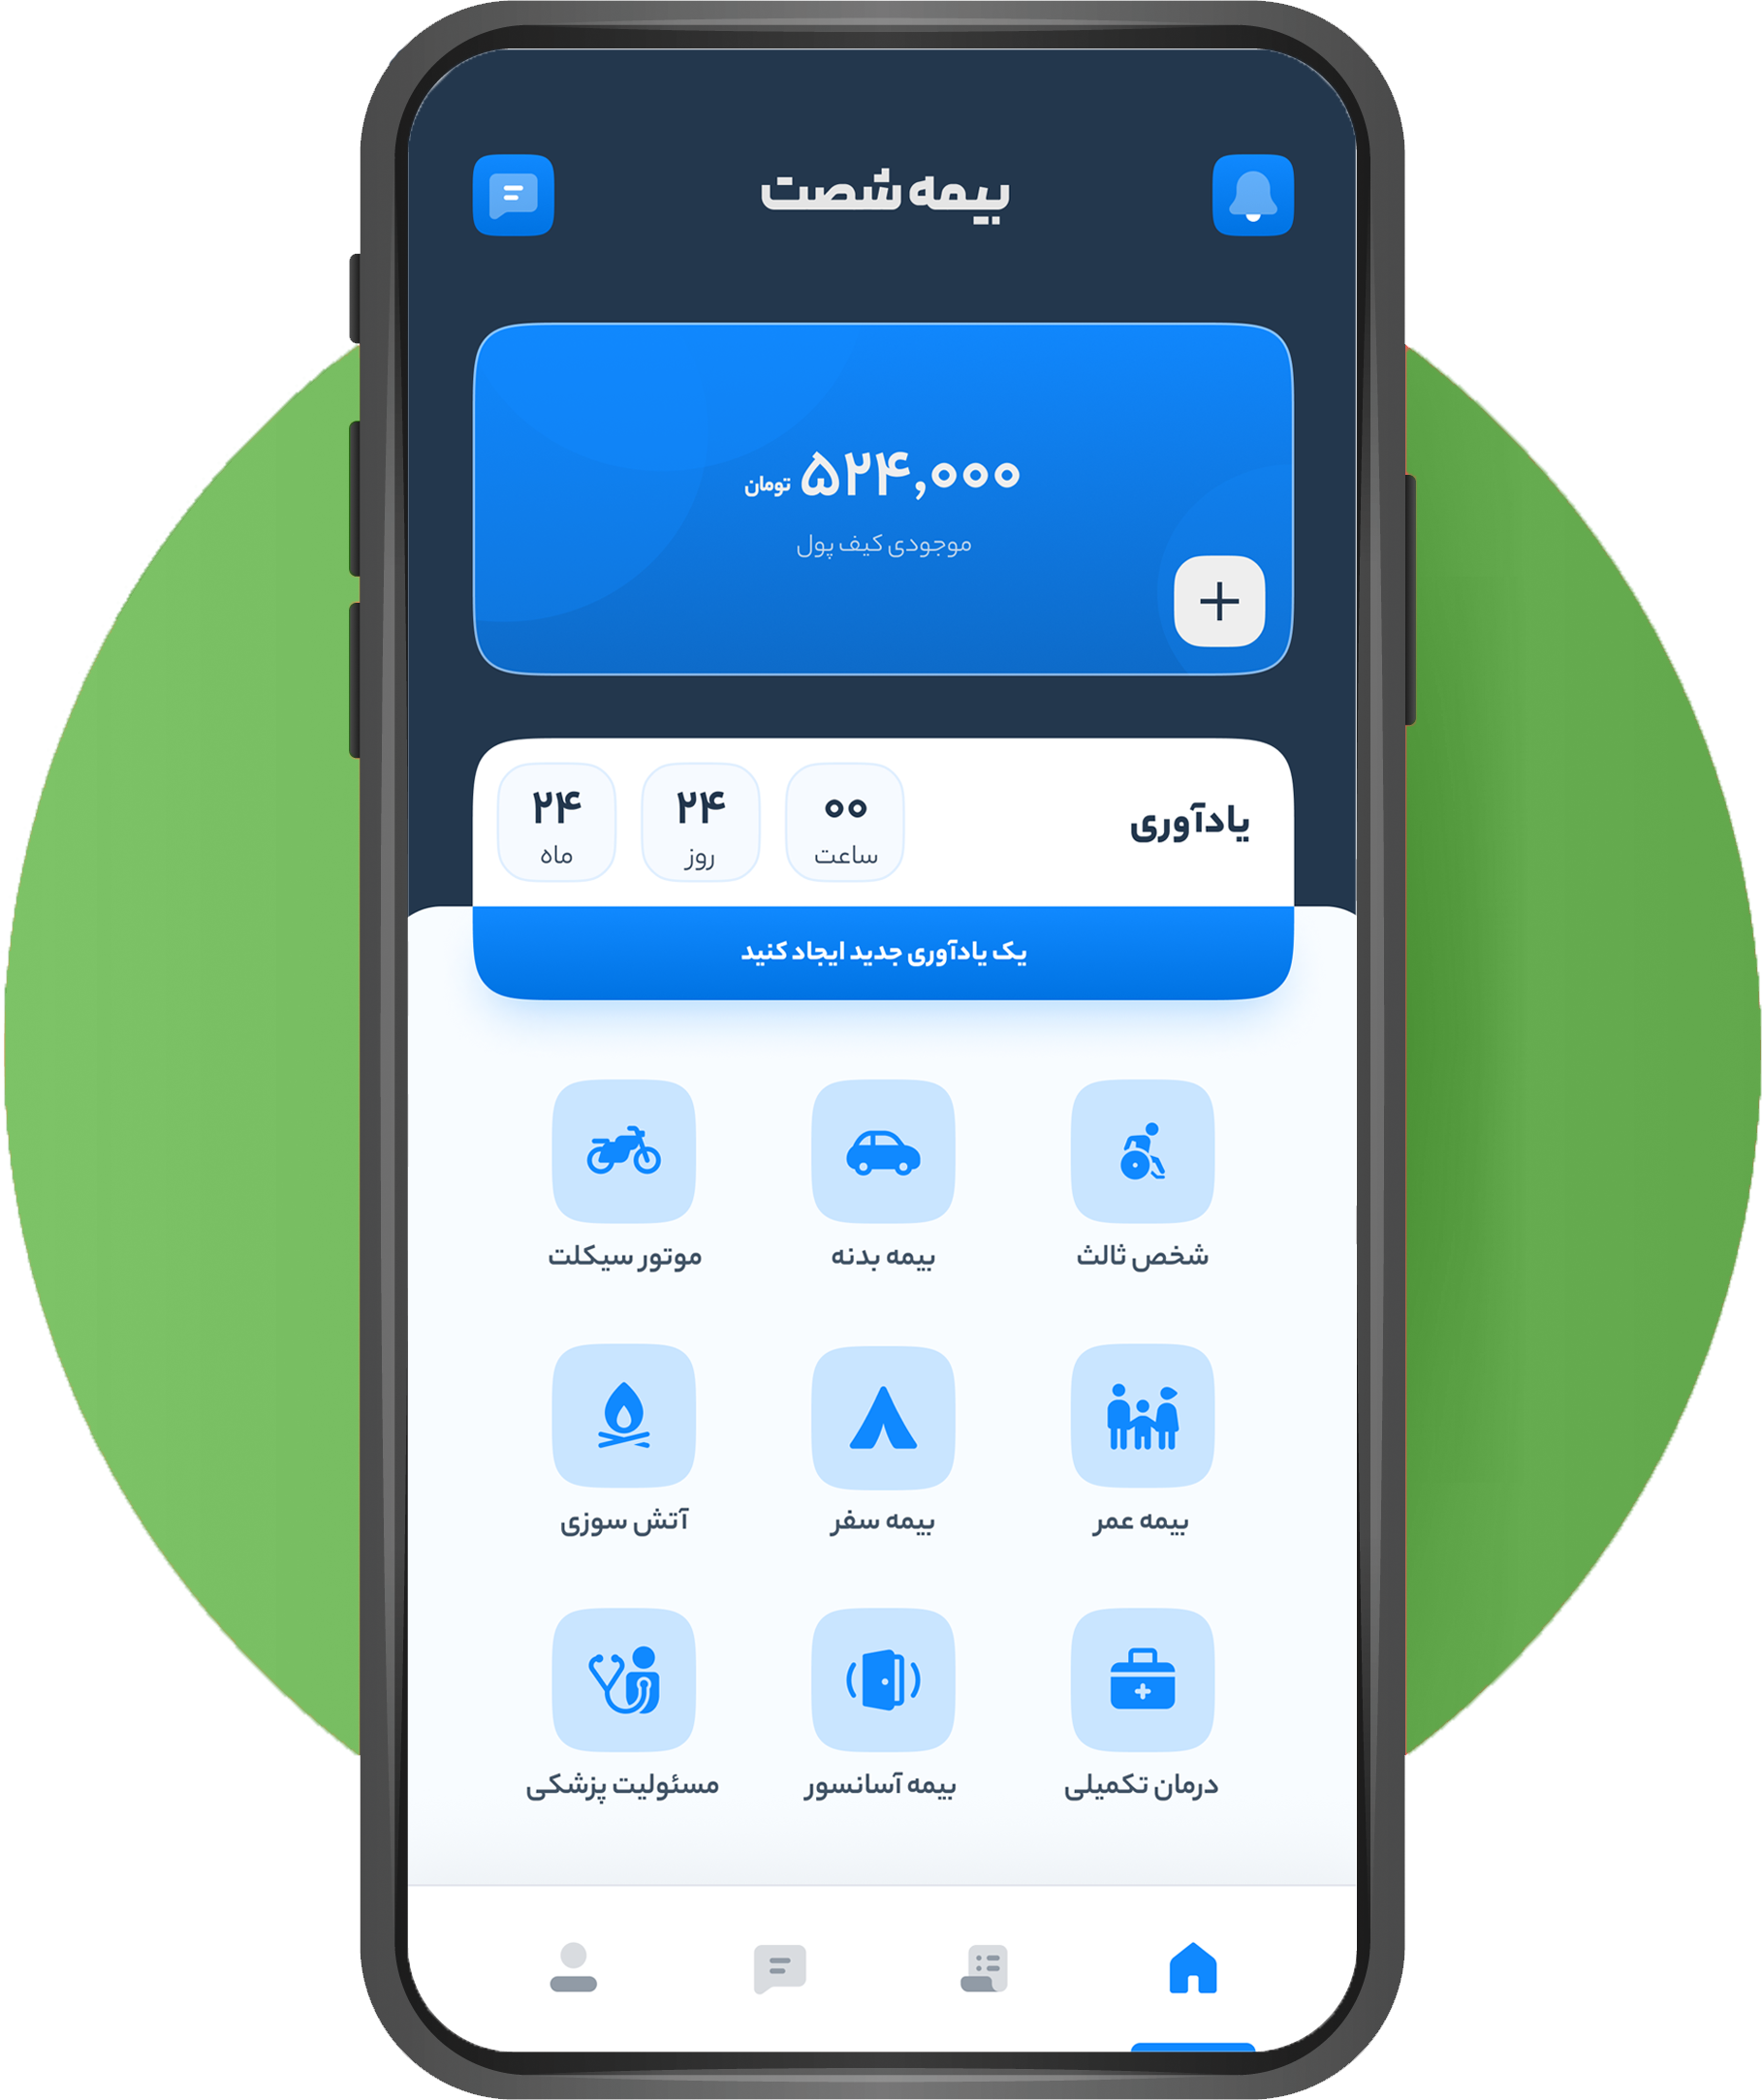 بیمه شصت
۵۲۴,۰۰۰ تومان
موجودی کیف پول
یادآوری
۰۰ ۲۴ ۲۴
ساعت روز ماه
یک یادآوری جدید ایجاد کنید
شخص ثالث بیمه بدنه موتور سیکلت
بیمه عمر بیمه سفر آتش سوزی
درمان تکمیلی بیمه آسانسور مسئولیت پزشکی